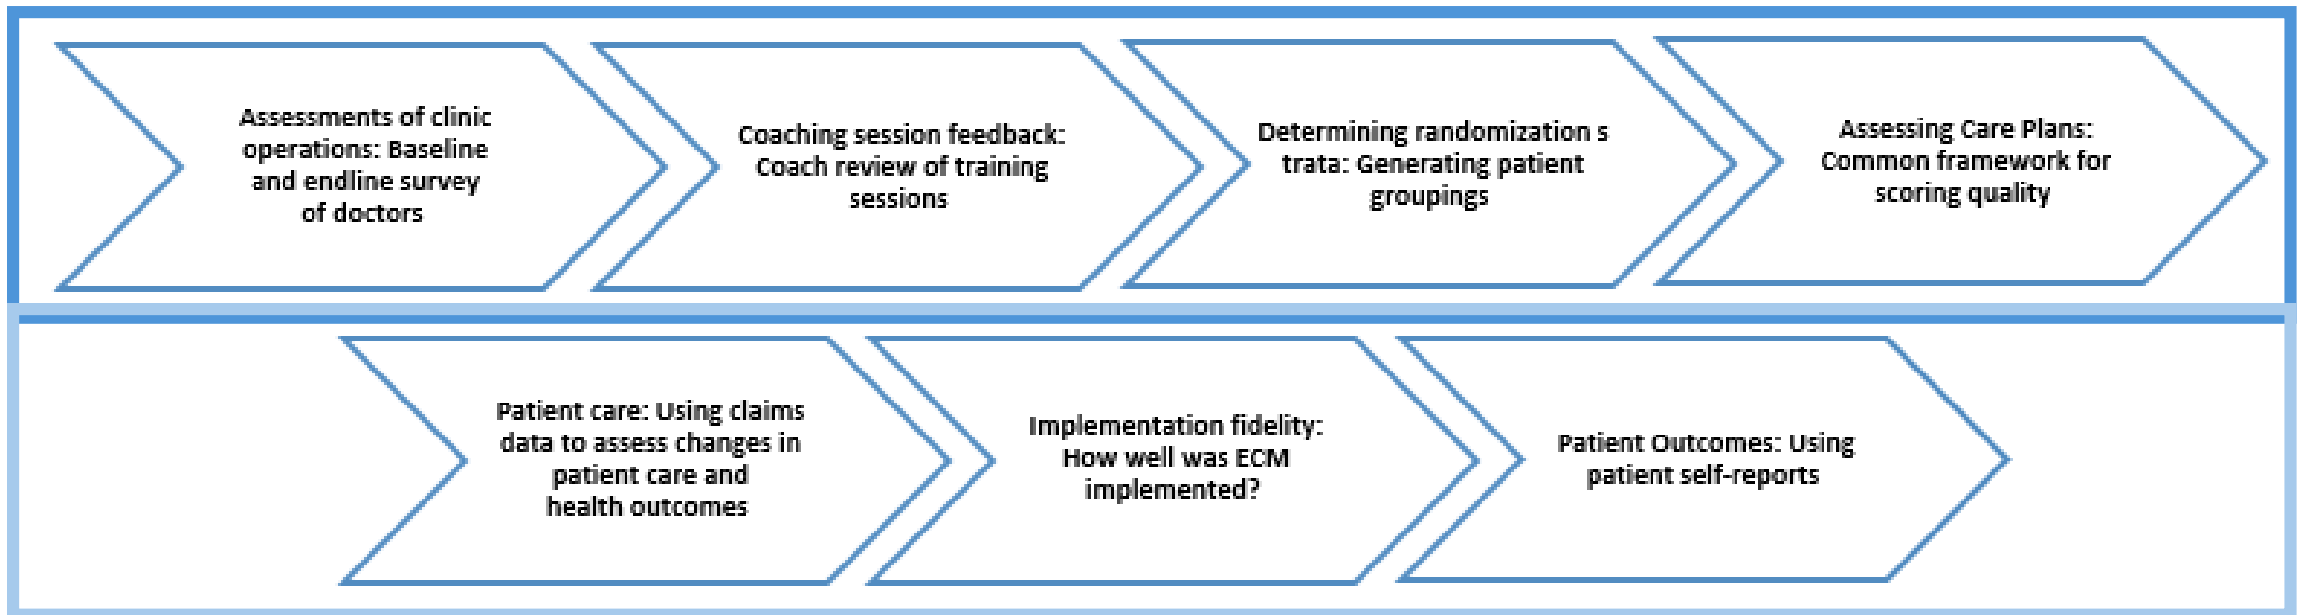 Assessments of clinic
operations: Baseline
and endline survey
of doctors
Coaching session feedback:
Coach review of training
sessions
Determining randomization s
trata: Generating patient
groupings
Assessing Care Plans:
Common framework for
scoring quality
Patient care: Using claims
data to assess changes in
patient care and
health outcomes
Implementation fidelity:
How well was ECM
implemented?
Patient Outcomes: Using
patient self-reports